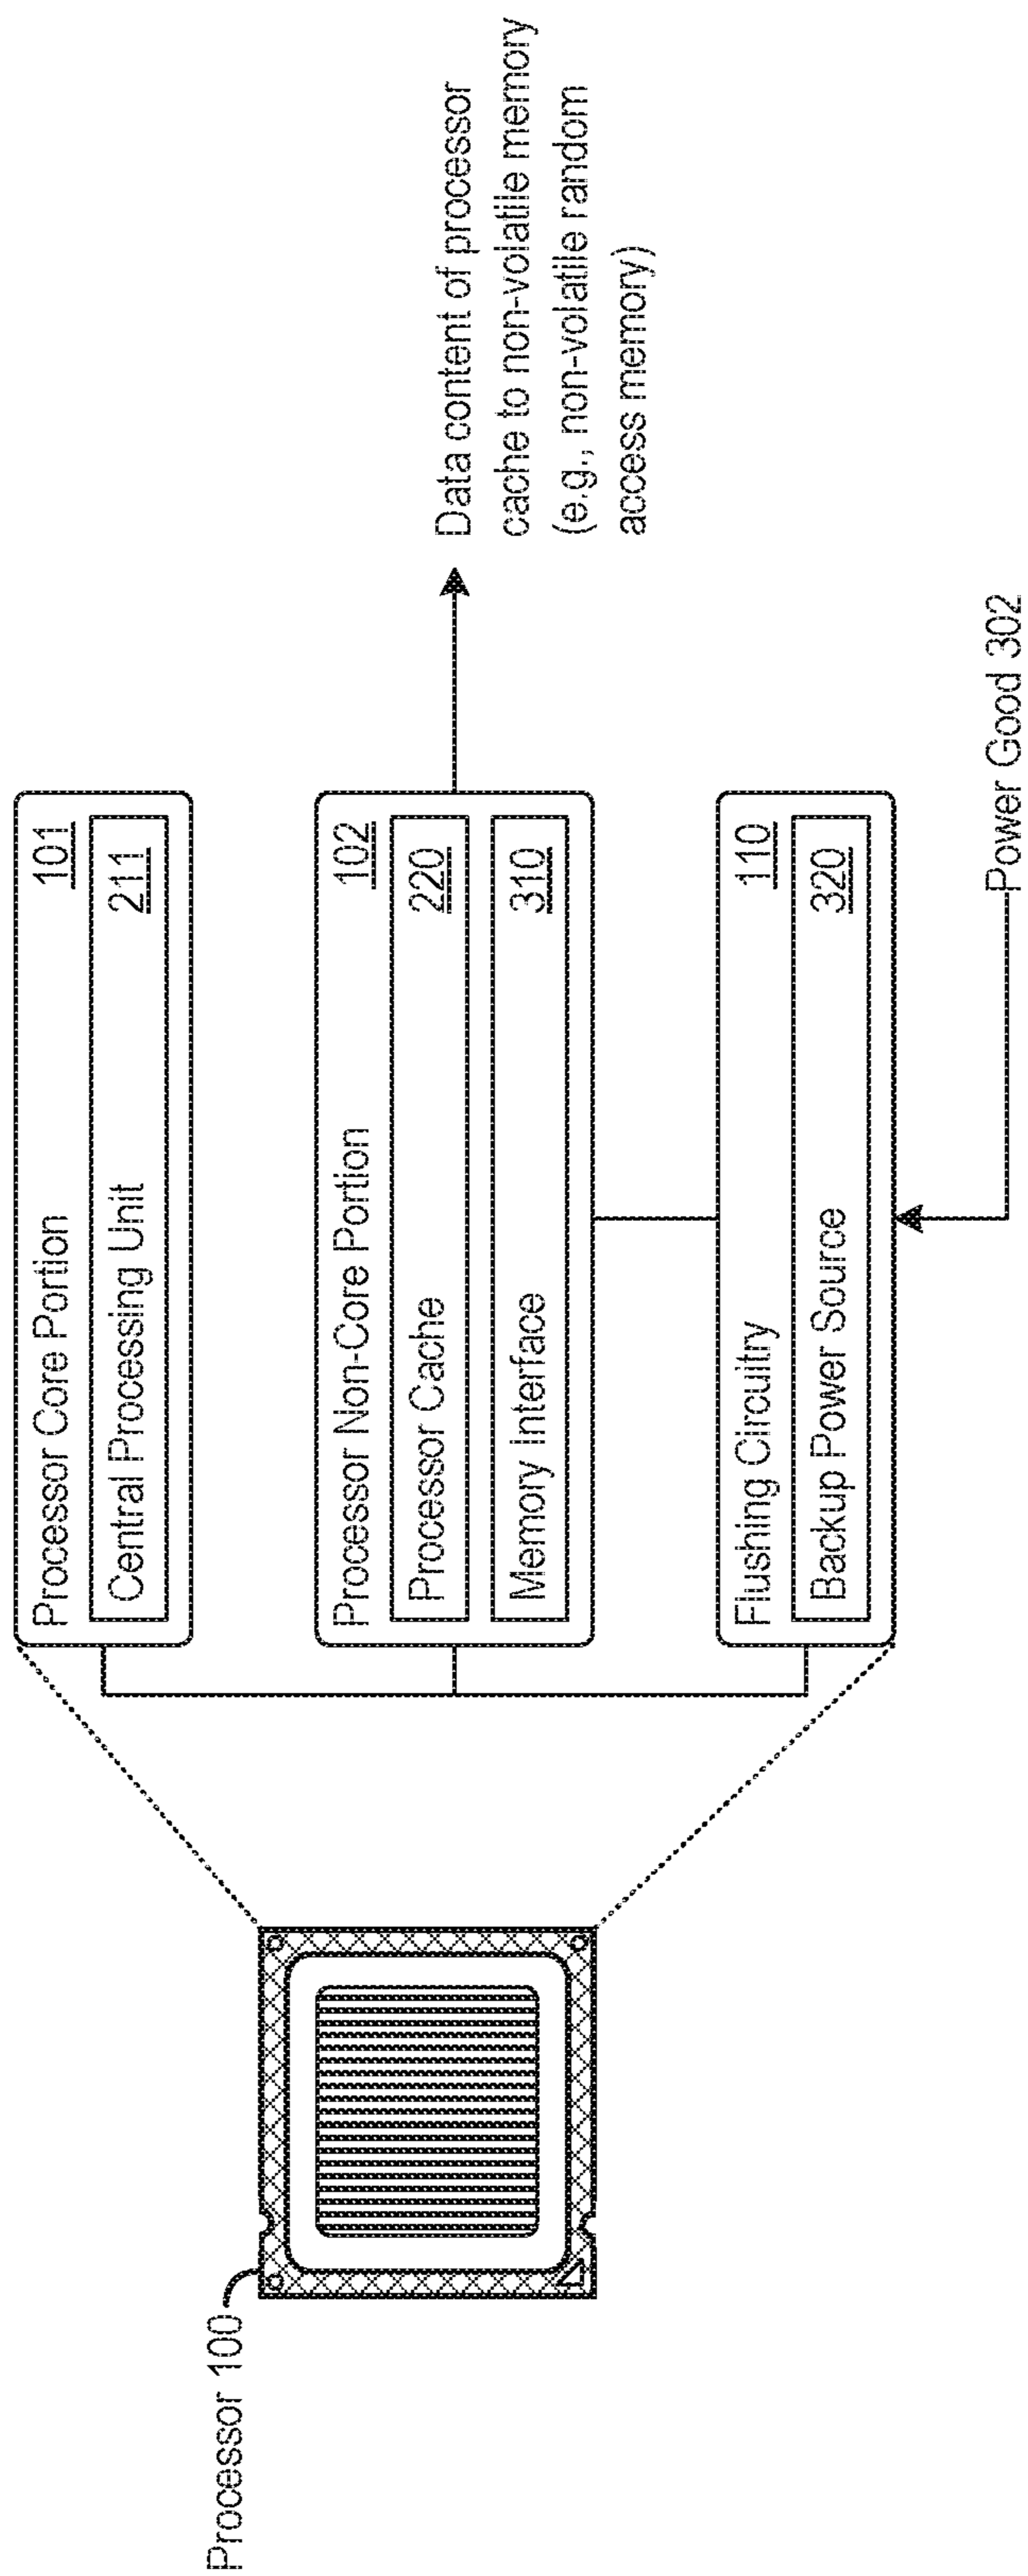 Processor 100
Processor Core Portion 101
Central Processing Unit 211
Processor Non-Core Portion 102
Processor Cache 220
Memory Interface 310
Flushing Circuitry 110
Backup Power Source 320
Data content of processor
cache to non-volatile memory
(e.g., non-volatile random
access memory)
Power Good 302